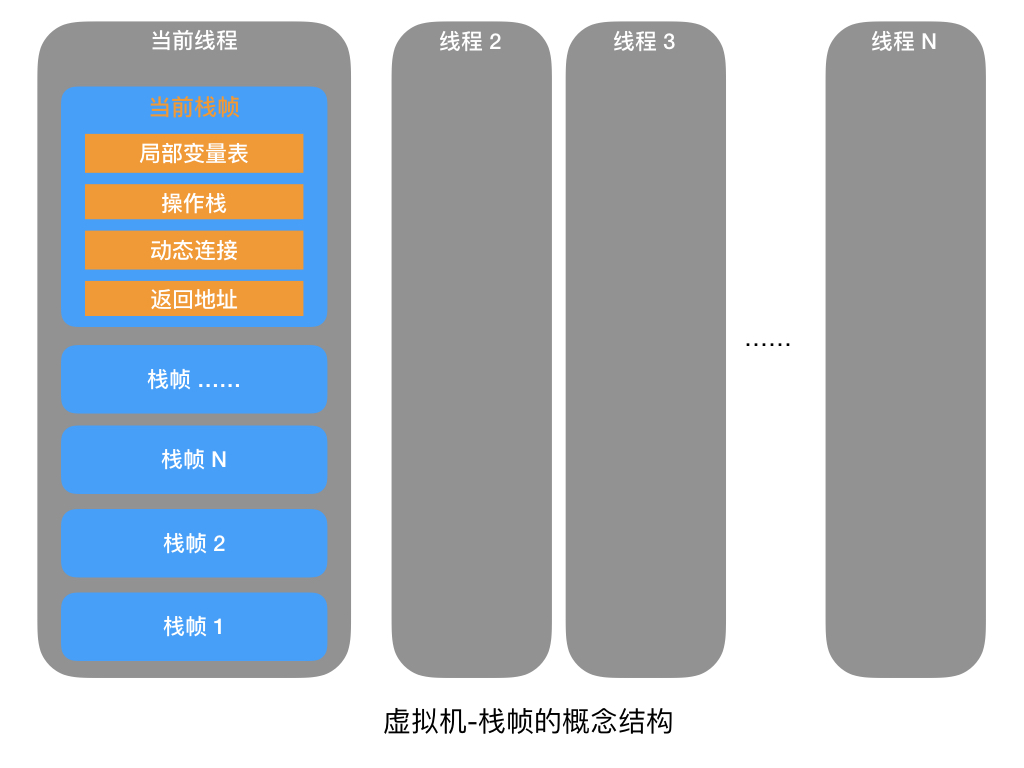 当前线程
当前栈帧
局部变量表
操作栈
动态连接
返回地址
栈帧 ......
栈帧 N
栈帧 2
栈帧 1
线程 2
线程 3
......
线程 N
虚拟机-栈帧的概念结构